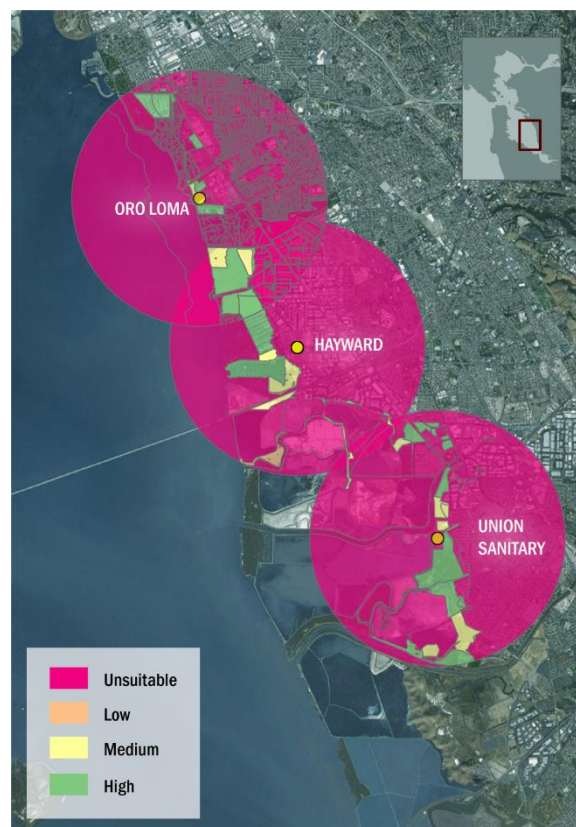 ORO LOMA
HAYWARD
UNION
SANITARY
Unsuitable
Low
Medium
High